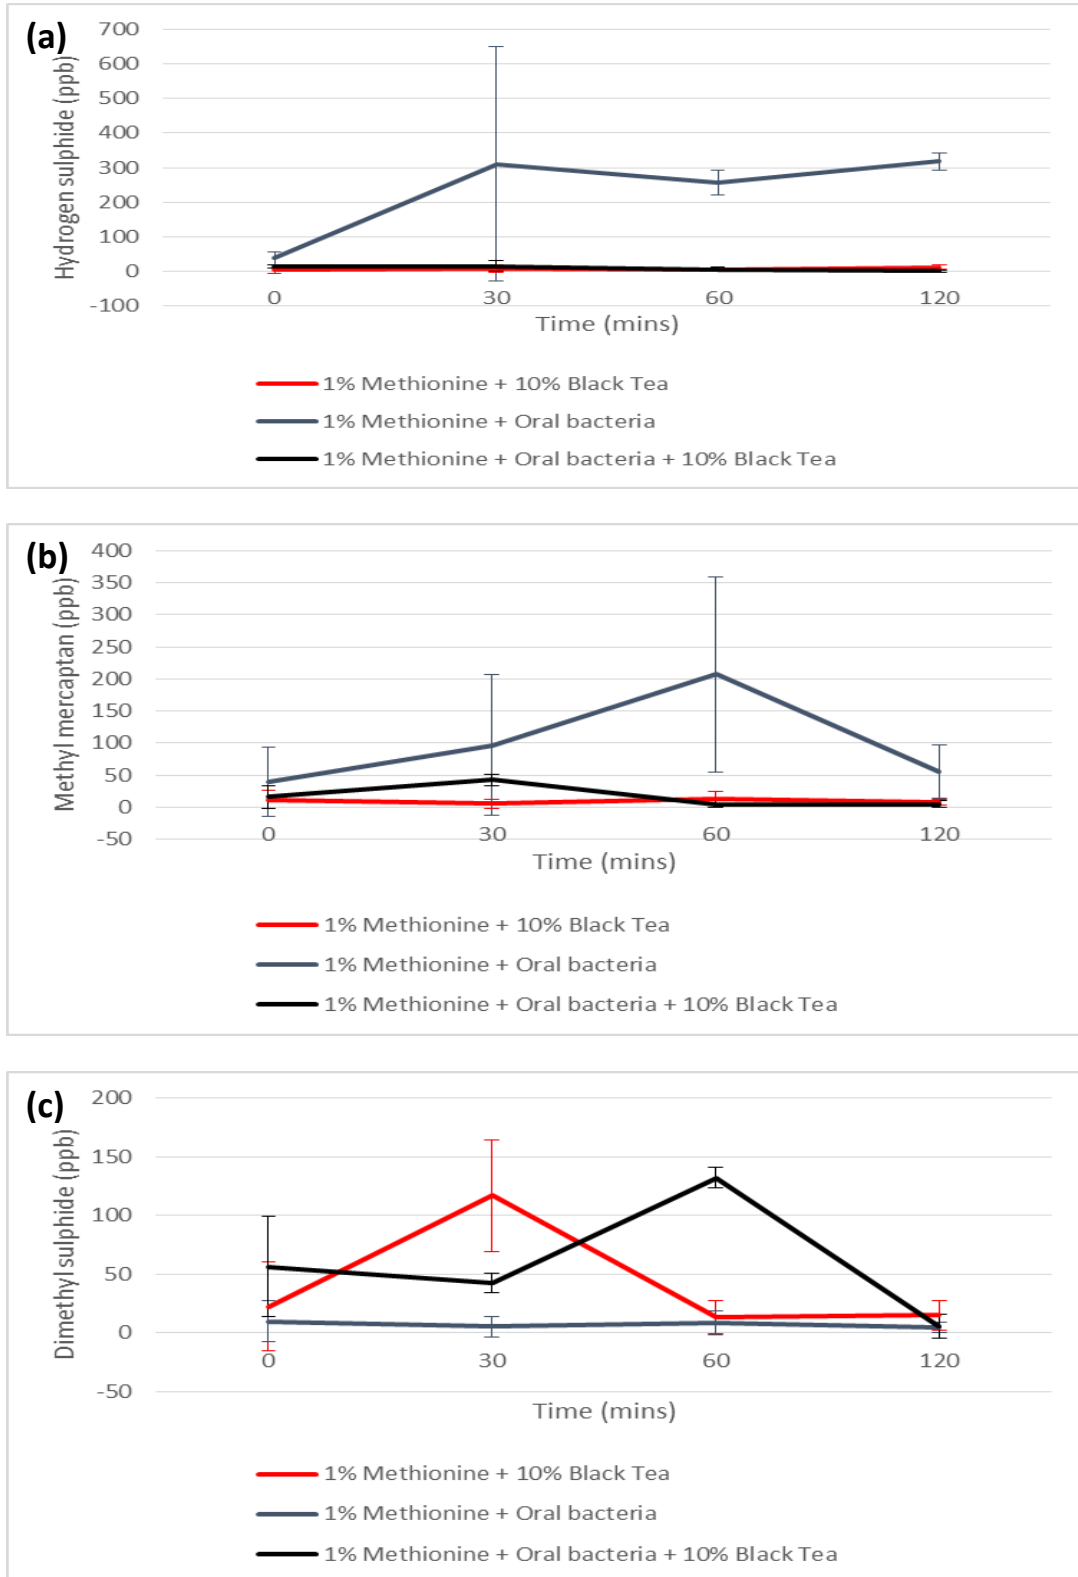 (a)
Hydrogen sulphide (ppb)
700
600
500
400
300
200
100
0
-100
0 30 60 120
Time (mins)
1% Methionine + 10% Black Tea
1% Methionine + Oral bacteria
1% Methionine + Oral bacteria + 10% Black Tea
(b)
Methyl mercaptan (ppb)
400
350
300
250
200
150
100
50
0
-50
0 30 60 120
Time (mins)
1% Methionine + 10% Black Tea
1% Methionine + Oral bacteria
1% Methionine + Oral bacteria + 10% Black Tea
(c)
Dimethyl sulphide (ppb)
200
150
100
50
0
-50
0 30 60 120
Time (mins)
1% Methionine + 10% Black Tea
1% Methionine + Oral bacteria
1% Methionine + Oral bacteria + 10% Black Tea